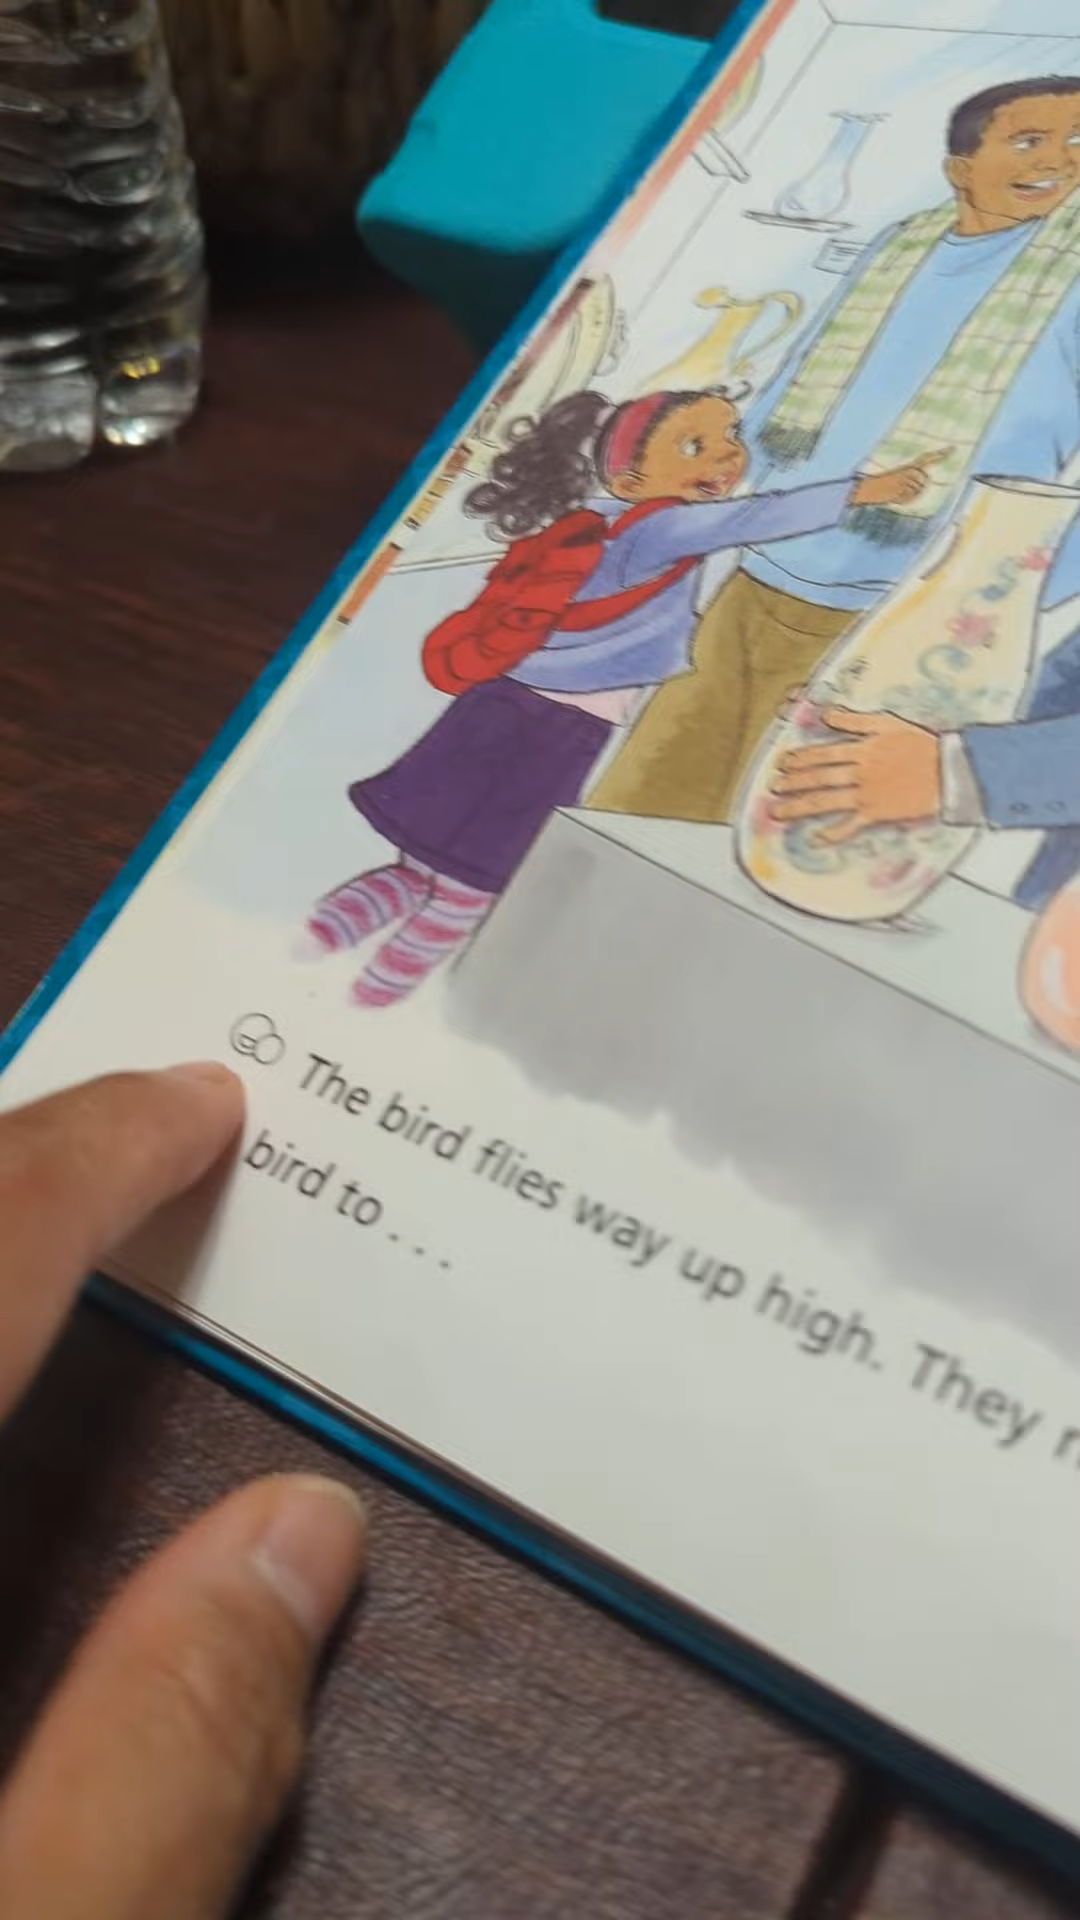 The bird flies way up high. They
bird to . . .